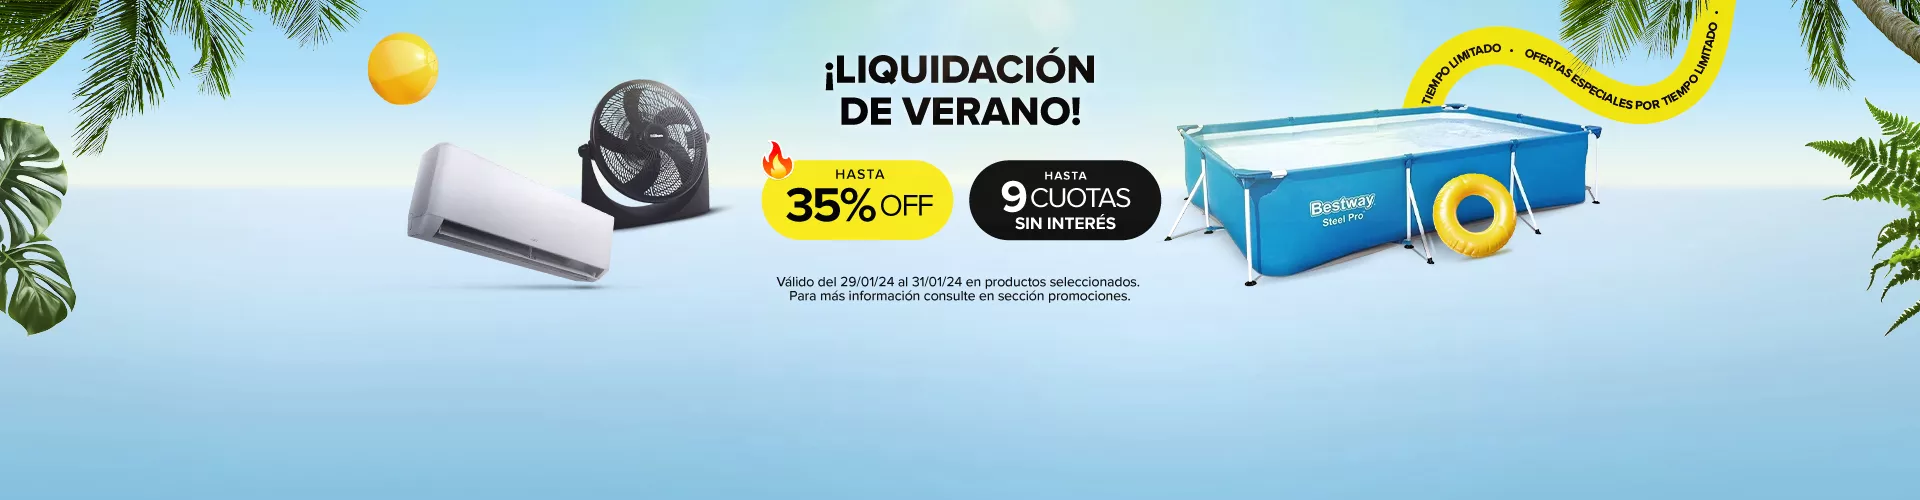 ¡LIQUIDACIÓN
DE VERANO!
HASTA
35% OFF
HASTA
9 CUOTAS
SIN INTERÉS
Válido del 29/01/24 al 31/01/24 en productos seleccionados.
Para más información consulte en sección promociones.
TIEMPO LIMITADO • OFERTAS ESPECIALES POR TIEMPO LIMITADO •
Bestway
Steel Pro